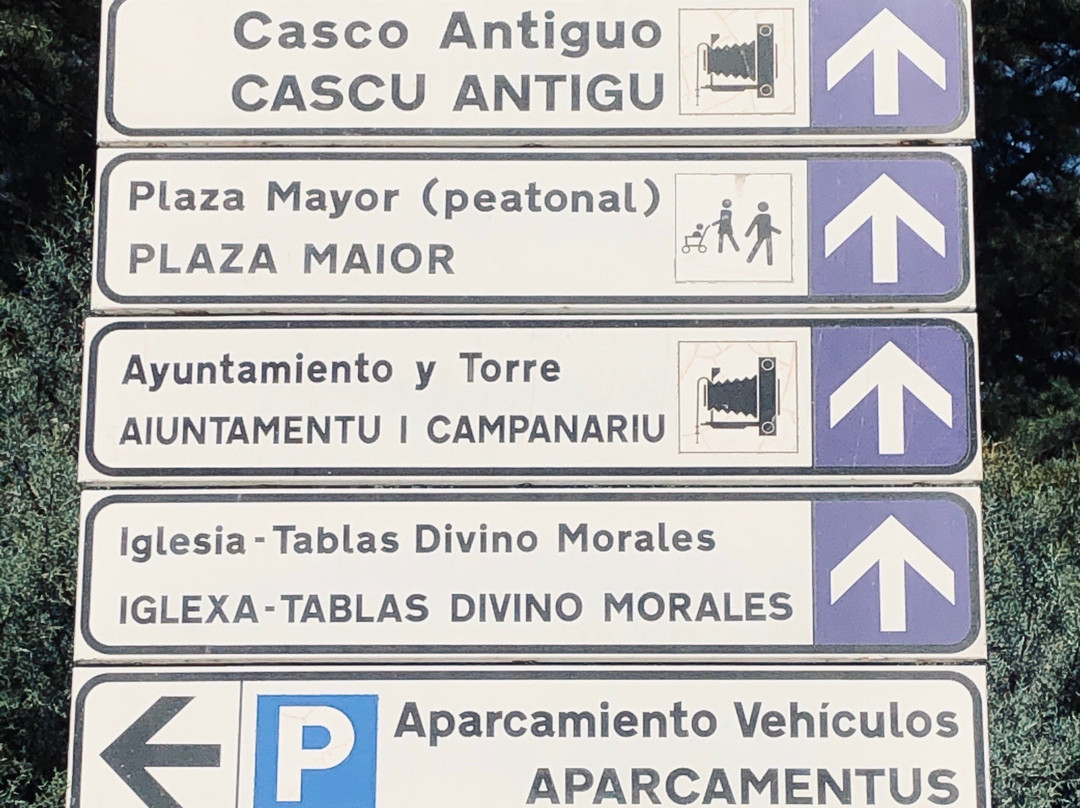 Casco Antiguo
CASCU ANTIGU
Plaza Mayor (peatonal)
PLAZA MAIOR
Ayuntamiento y Torre
AIUNTAMENTU I CAMPANARIU
Iglesia-Tablas Divino Morales
IGLEXA-TABLAS DIVINO MORALES
P Aparcamiento Vehículos
APARCAMENTUS